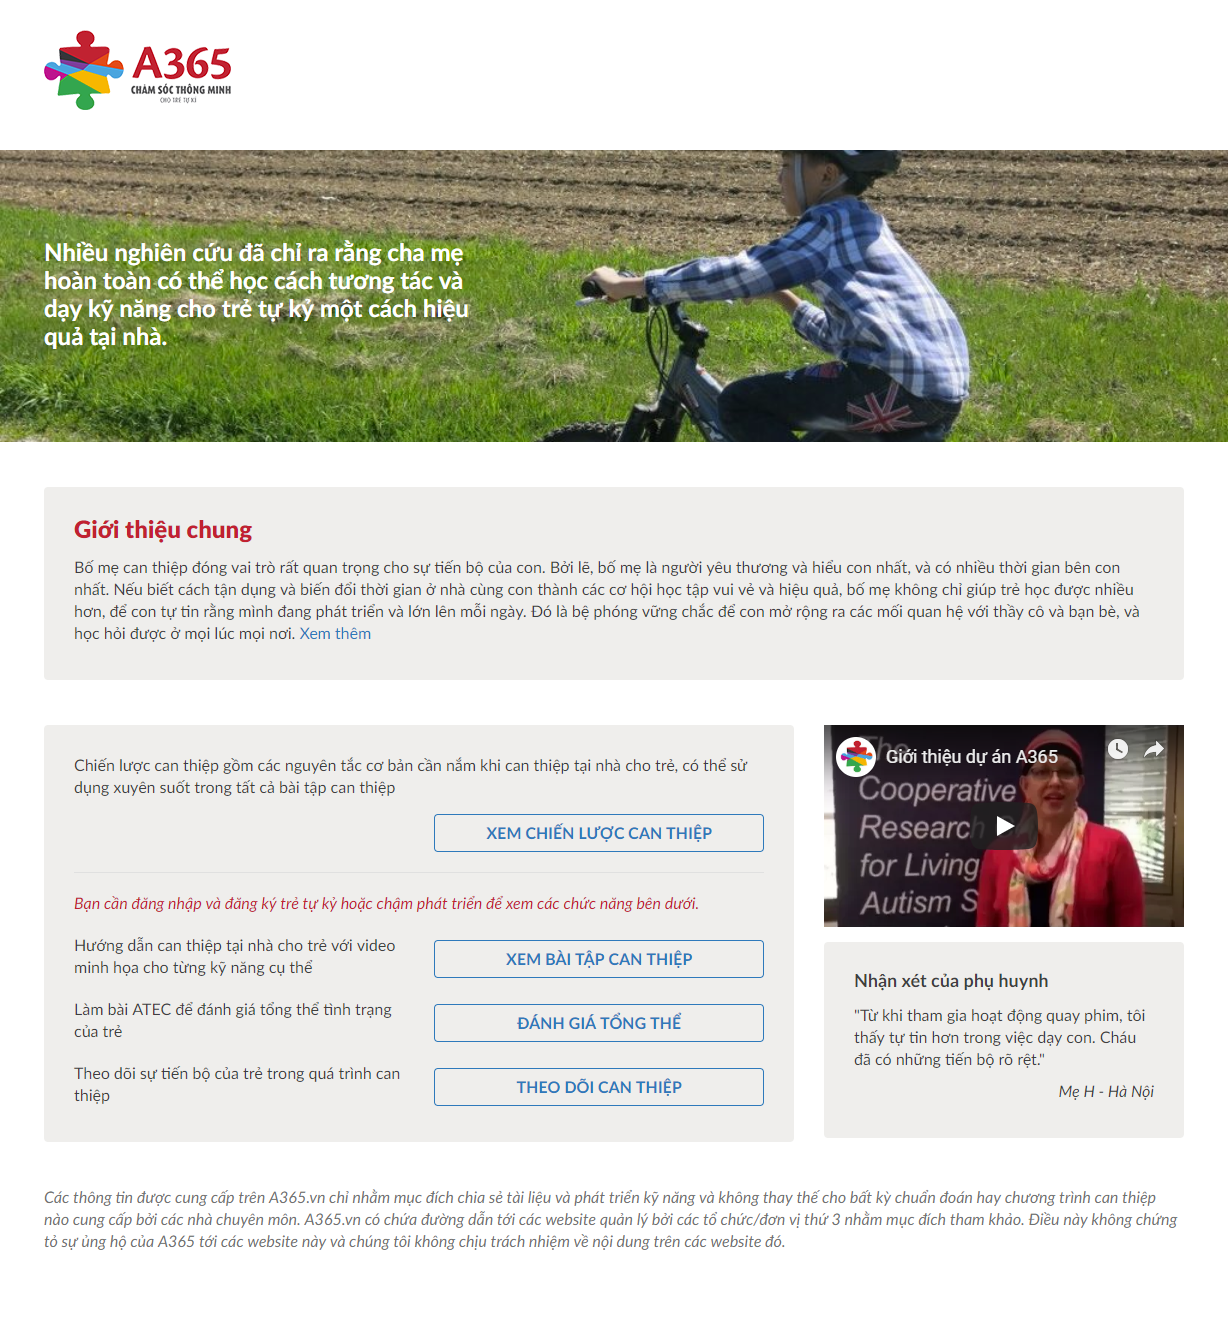 A365
CHĂM SÓC THÔNG MINH
CHO TRẺ TỰ KỈ
Nhiều nghiên cứu đã chỉ ra rằng cha mẹ
hoàn toàn có thể học cách tương tác và
dạy kỹ năng cho trẻ tự kỷ một cách hiệu
quả tại nhà.
Giới thiệu chung
Bố mẹ can thiệp đóng vai trò rất quan trọng cho sự tiến bộ của con. Bởi lẽ, bố mẹ là người yêu thương và hiểu con nhất, và có nhiều thời gian bên con
nhất. Nếu biết cách tận dụng và biến đổi thời gian ở nhà cùng con thành các cơ hội học tập vui vẻ và hiệu quả, bố mẹ không chỉ giúp trẻ học được nhiều
hơn, để con tự tin rằng mình đang phát triển và lớn lên mỗi ngày. Đó là bệ phóng vững chắc để con mở rộng ra các mối quan hệ với thầy cô và bạn bè, và
học hỏi được ở mọi lúc mọi nơi. Xem thêm
Chiến lược can thiệp gồm các nguyên tắc cơ bản cần nắm khi can thiệp tại nhà cho trẻ, có thể sử
dụng xuyên suốt trong tất cả bài tập can thiệp
XEM CHIẾN LƯỢC CAN THIỆP
Bạn cần đăng nhập và đăng ký trẻ tự kỷ hoặc chậm phát triển để xem các chức năng bên dưới.
Hướng dẫn can thiệp tại nhà cho trẻ với video
minh họa cho từng kỹ năng cụ thể
XEM BÀI TẬP CAN THIỆP
Làm bài ATEC để đánh giá tổng thể tình trạng
của trẻ
ĐÁNH GIÁ TỔNG THỂ
Theo dõi sự tiến bộ của trẻ trong quá trình can
thiệp
THEO DÕI CAN THIỆP
The
Giới thiệu dự án A365
Cooperative
Research
for Living
Autism S
Nhận xét của phụ huynh
"Từ khi tham gia hoạt động quay phim, tôi
thấy tự tin hơn trong việc dạy con. Cháu
đã có những tiến bộ rõ rệt."
Mẹ H - Hà Nội
Các thông tin được cung cấp trên A365.vn chỉ nhằm mục đích chia sẻ tài liệu và phát triển kỹ năng và không thay thế cho bất kỳ chuẩn đoán hay chương trình can thiệp
nào cung cấp bởi các nhà chuyên môn. A365.vn có chứa đường dẫn tới các website quản lý bởi các tổ chức/đơn vị thứ 3 nhằm mục đích tham khảo. Điều này không chứng
tỏ sự ủng hộ của A365 tới các website này và chúng tôi không chịu trách nhiệm về nội dung trên các website đó.